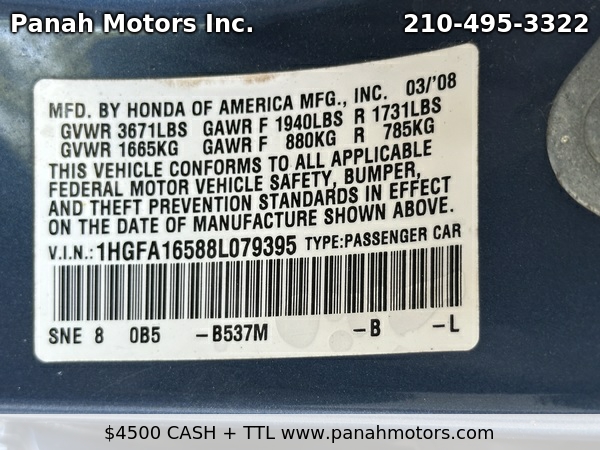 Panah Motors Inc. 210-495-3322
MFD. BY HONDA OF AMERICA MFG., INC. 03/'08
GVWR 3671LBS GAWR F 1940LBS R 1731LBS
GVWR 1665KG GAWR F 880KG R 785KG
THIS VEHICLE CONFORMS TO ALL APPLICABLE
FEDERAL MOTOR VEHICLE SAFETY, BUMPER,
AND THEFT PREVENTION STANDARDS IN EFFECT
ON THE DATE OF MANUFACTURE SHOWN ABOVE.
V.I.N.: 1HGFA16588L079395 TYPE:PASSENGER CAR
SNE 8 0B5 -B537M -B -L
$4500 CASH + TTL www.panahmotors.com